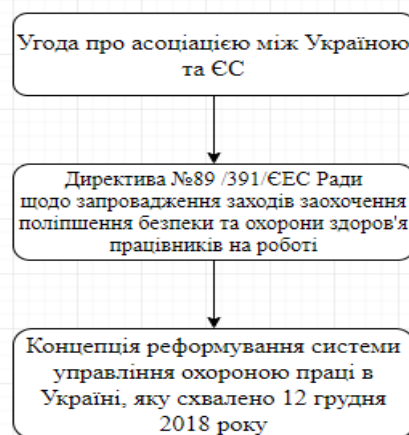 Угода про асоціацією між Україною
та ЄС
Директива №89 /391/ЄЕС Ради
щодо запровадження заходів заохочення
поліпшення безпеки та охорони здоров'я
працівників на роботі
Концепція реформування системи
управління охороною праці в
Україні, яку схвалено 12 грудня
2018 року